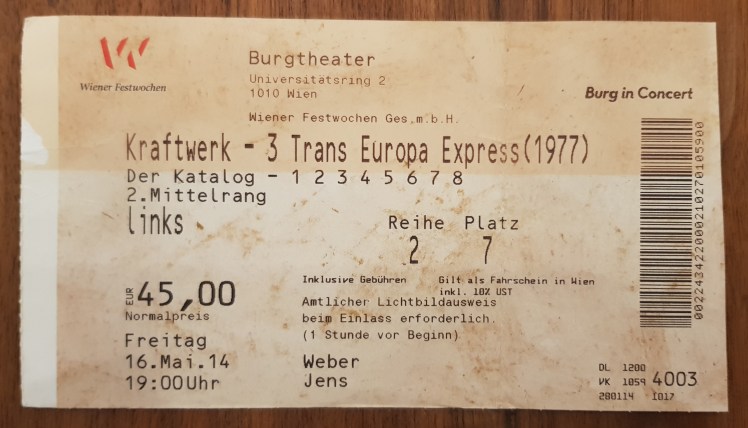 Wiener Festwochen
Burgtheater
Universitätsring 2
1010 Wien
Burg in Concert
Wiener Festwochen Ges.m.b.H.
Kraftwerk - 3 Trans Europa Express(1977)
Der Katalog - 1 2 3 4 5 6 7 8
2.Mittelrang
links
Reihe Platz
2 7
Inklusive Gebühren
Gilt als Fahrschein in Wien
inkl. 10% UST
EUR 45,00
Normalpreis
Amtlicher Lichtbildausweis
beim Einlass erforderlich.
(1 Stunde vor Beginn)
Freitag
16.Mai.14
19:00Uhr
Weber
Jens
DL 1200
VK 1059 4003
280114 1017
002243422000210270105900